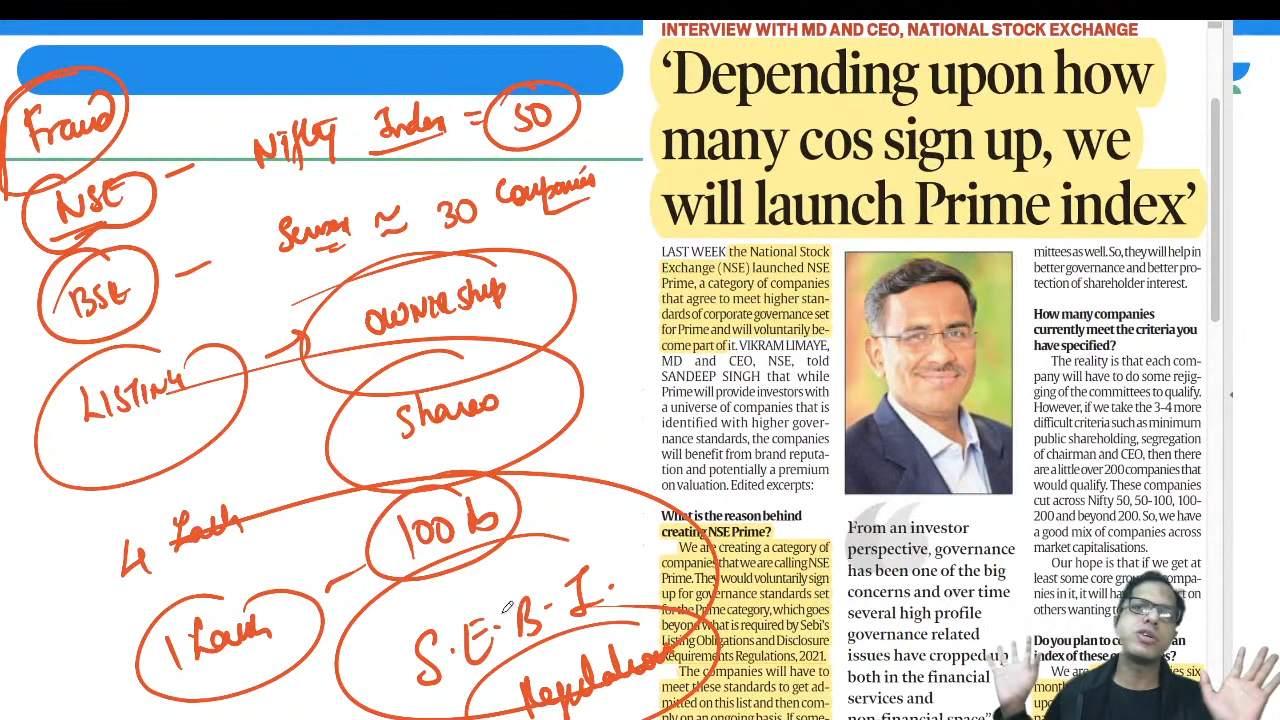 Fraud
NSE - Nifty Index = 50
BSE - Sensex ≈ 30 Companies
LISTING
OWNERSHIP
Shares
4 Lakh
100 Rs
1 Lakh
S.E.B.I.
Regulations
INTERVIEW WITH MD AND CEO, NATIONAL STOCK EXCHANGE
‘Depending upon how
many cos sign up, we
will launch Prime index’
LAST WEEK the National Stock
Exchange (NSE) launched NSE
Prime, a category of companies
that agree to meet higher stan-
dards of corporate governance set
for Prime and will voluntarily be-
come part of it. VIKRAM LIMAYE,
MD and CEO, NSE, told
SANDEEP SINGH that while
Prime will provide investors with
a universe of companies that is
identified with higher gover-
nance standards, the companies
will benefit from brand reputa-
tion and potentially a premium
on valuation. Edited excerpts:
What is the reason behind
creating NSE Prime?
We are creating a category of
companies that we are calling NSE
Prime. They would voluntarily sign
up for governance standards set
for the Prime category, which goes
beyond what is required by Sebi's
Listing Obligations and Disclosure
Requirements Regulations, 2021.
The companies will have to
meet these standards to get ad-
mitted on this list and then com-
ply on an ongoing basis. If some-
From an investor
perspective, governance
has been one of the big
concerns and over time
several high profile
governance related
issues have cropped up
both in the financial
services and
non-financial space”
mittees as well. So, they will help in
better governance and better pro-
tection of shareholder interest.
How many companies
currently meet the criteria you
have specified?
The reality is that each com-
pany will have to do some rejig-
ging of the committees to qualify.
However, if we take the 3-4 more
difficult criteria such as minimum
public shareholding, segregation
of chairman and CEO, then there
are a little over 200 companies that
would qualify. These companies
cut across Nifty 50, 50-100, 100-
200 and beyond 200. So, we have
a good mix of companies across
market capitalisations.
Our hope is that if we get at
least some core
others wanting
Do you plan to
index of these
We are